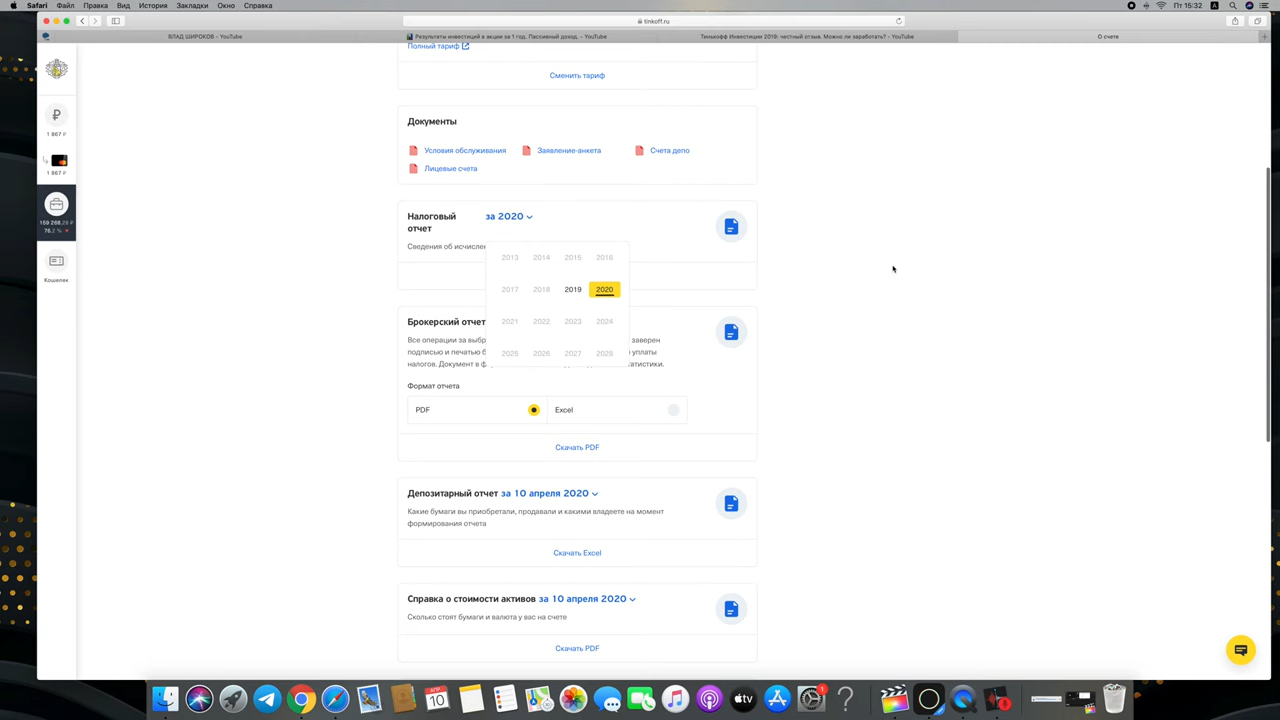 Safari Файл Правка Вид История Закладки Окно Справка
Пт 15:32
tinkoff.ru
ВЛАД ШИРОКОВ - YouTube
Результаты инвестиций в акции за 1 год. Пассивный доход. - YouTube
Тинькофф Инвестиции 2019: честный отзыв. Можно ли заработать? - YouTube
О счете
Полный тариф
Сменить тариф
1 867 ₽
1 867 ₽
159 268,28 ₽
76,2
Кошелек
Документы
Условия обслуживания
Заявление-анкета
Счета депо
Лицевые счета
Налоговый
отчет
за 2020
Сведения об исчислен
2013 2014 2015 2016
2017 2018 2019 2020
2021 2022 2023 2024
2025 2026 2027 2028
Брокерский отчет
Все операции за выбр заверен
подписью и печатью б уплаты
налогов. Документ в ф татистики.
Формат отчета
PDF
Excel
Скачать PDF
Депозитарный отчет за 10 апреля 2020
Какие бумаги вы приобретали, продавали и какими владеете на момент
формирования отчета
Скачать Excel
Справка о стоимости активов за 10 апреля 2020
Сколько стоят бумаги и валюта у вас на счете
Скачать PDF
АПР
10
tv
1